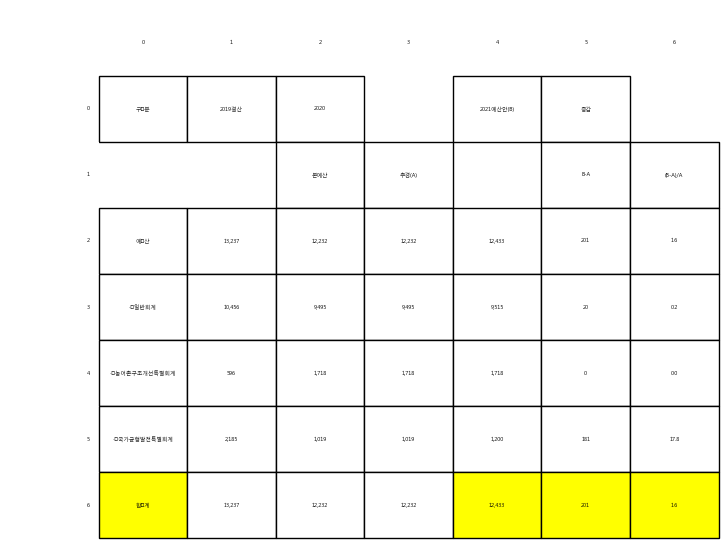 0 1 2 3 4 5 6
0 구□분 2019결산 2020 2021예산안(B) 증감
1 본예산 추경(A) B-A (B-A)/A
2 예□산 13,237 12,232 12,232 12,433 201 1.6
3 □일반회계 10,456 9,495 9,495 9,515 20 0.2
4 □농어촌구조개선특별회계 596 1,718 1,718 1,718 0 0.0
5 □국가균형발전특별회계 2,185 1,019 1,019 1,200 181 17.8
6 합□계 13,237 12,232 12,232 12,433 201 1.6